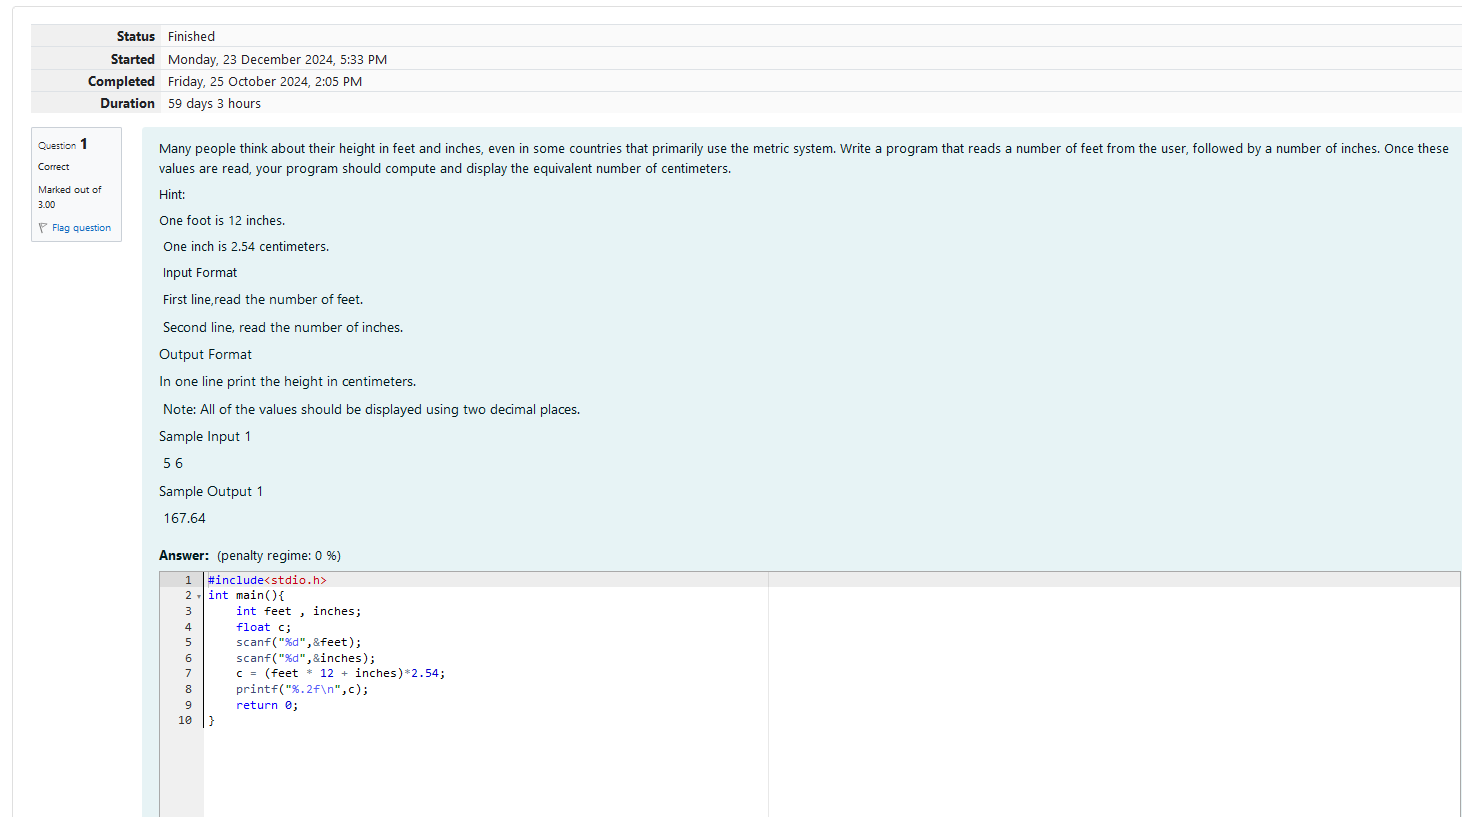 Status Finished
Started Monday, 23 December 2024, 5:33 PM
Completed Friday, 25 October 2024, 2:05 PM
Duration 59 days 3 hours
Question 1
Correct
Marked out of
3.00
Flag question
Many people think about their height in feet and inches, even in some countries that primarily use the metric system. Write a program that reads a number of feet from the user, followed by a number of inches. Once these
values are read, your program should compute and display the equivalent number of centimeters.
Hint:
One foot is 12 inches.
One inch is 2.54 centimeters.
Input Format
First line,read the number of feet.
Second line, read the number of inches.
Output Format
In one line print the height in centimeters.
Note: All of the values should be displayed using two decimal places.
Sample Input 1
5 6
Sample Output 1
167.64
Answer: (penalty regime: 0 %)
1 #include<stdio.h>
2 int main(){
3 int feet , inches;
4 float c;
5 scanf("%d",&feet);
6 scanf("%d",&inches);
7 c = (feet * 12 + inches)*2.54;
8 printf("%.2f\n",c);
9 return 0;
10 }